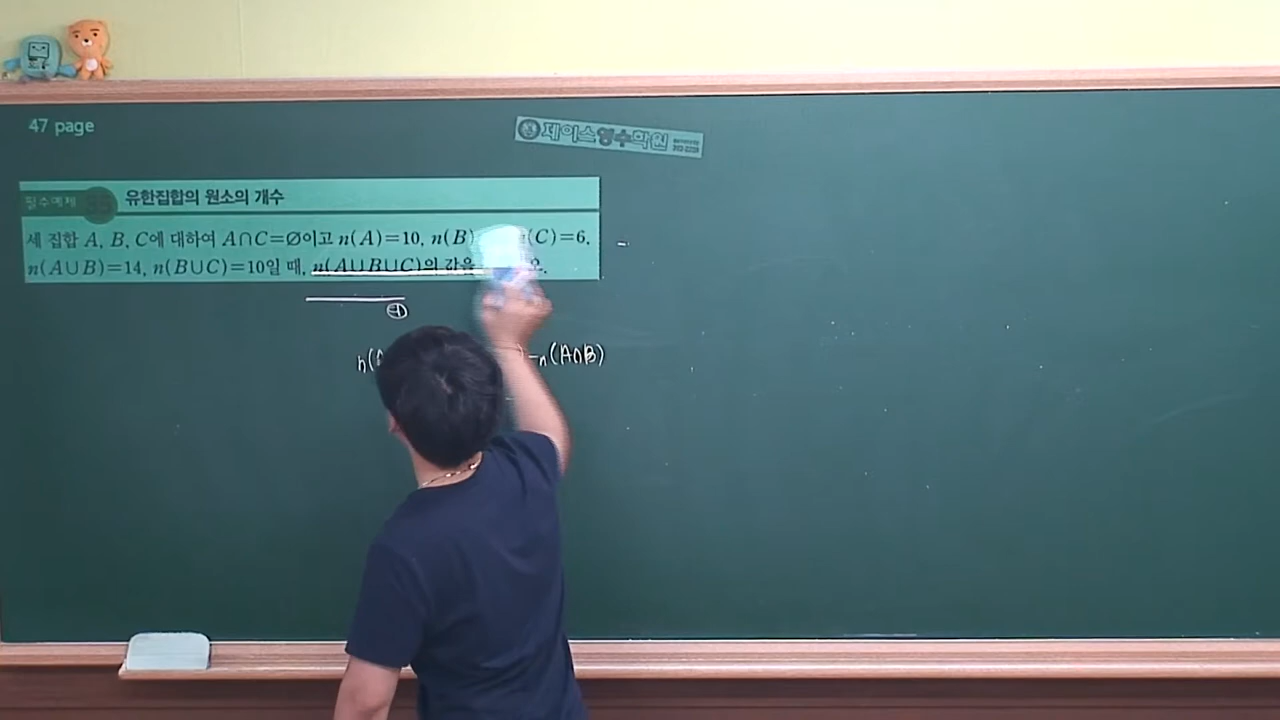 47 page
제이스영수학원
필수예제
유한집합의 원소의 개수
세 집합 A, B, C에 대하여 A∩C=∅이고 n(A)=10, n(B) (C)=6,
n(A∪B)=14, n(B∪C)=10일 때, n(A∪B∪C)의 값을 오.
n( ) -n(A∩B)